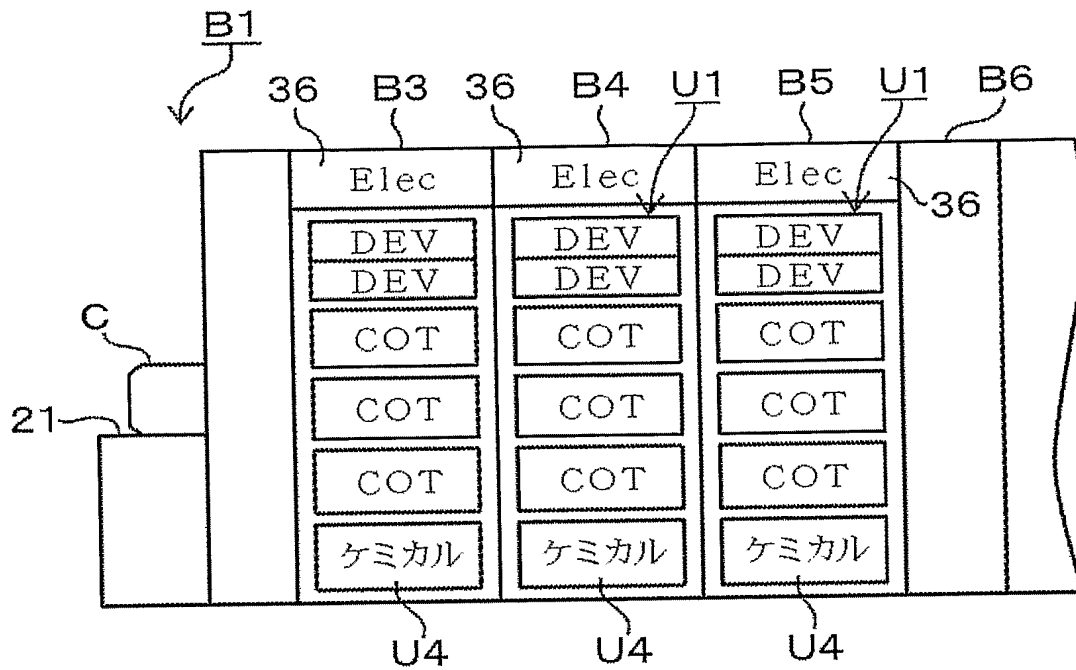 B1
36 B3 36 B4 U1 B5 U1 B6
Elec Elec Elec
36
DEV DEV DEV
DEV DEV DEV
C
COT COT COT
21
COT COT COT
COT COT COT
ケミカル ケミカル ケミカル
U4 U4 U4